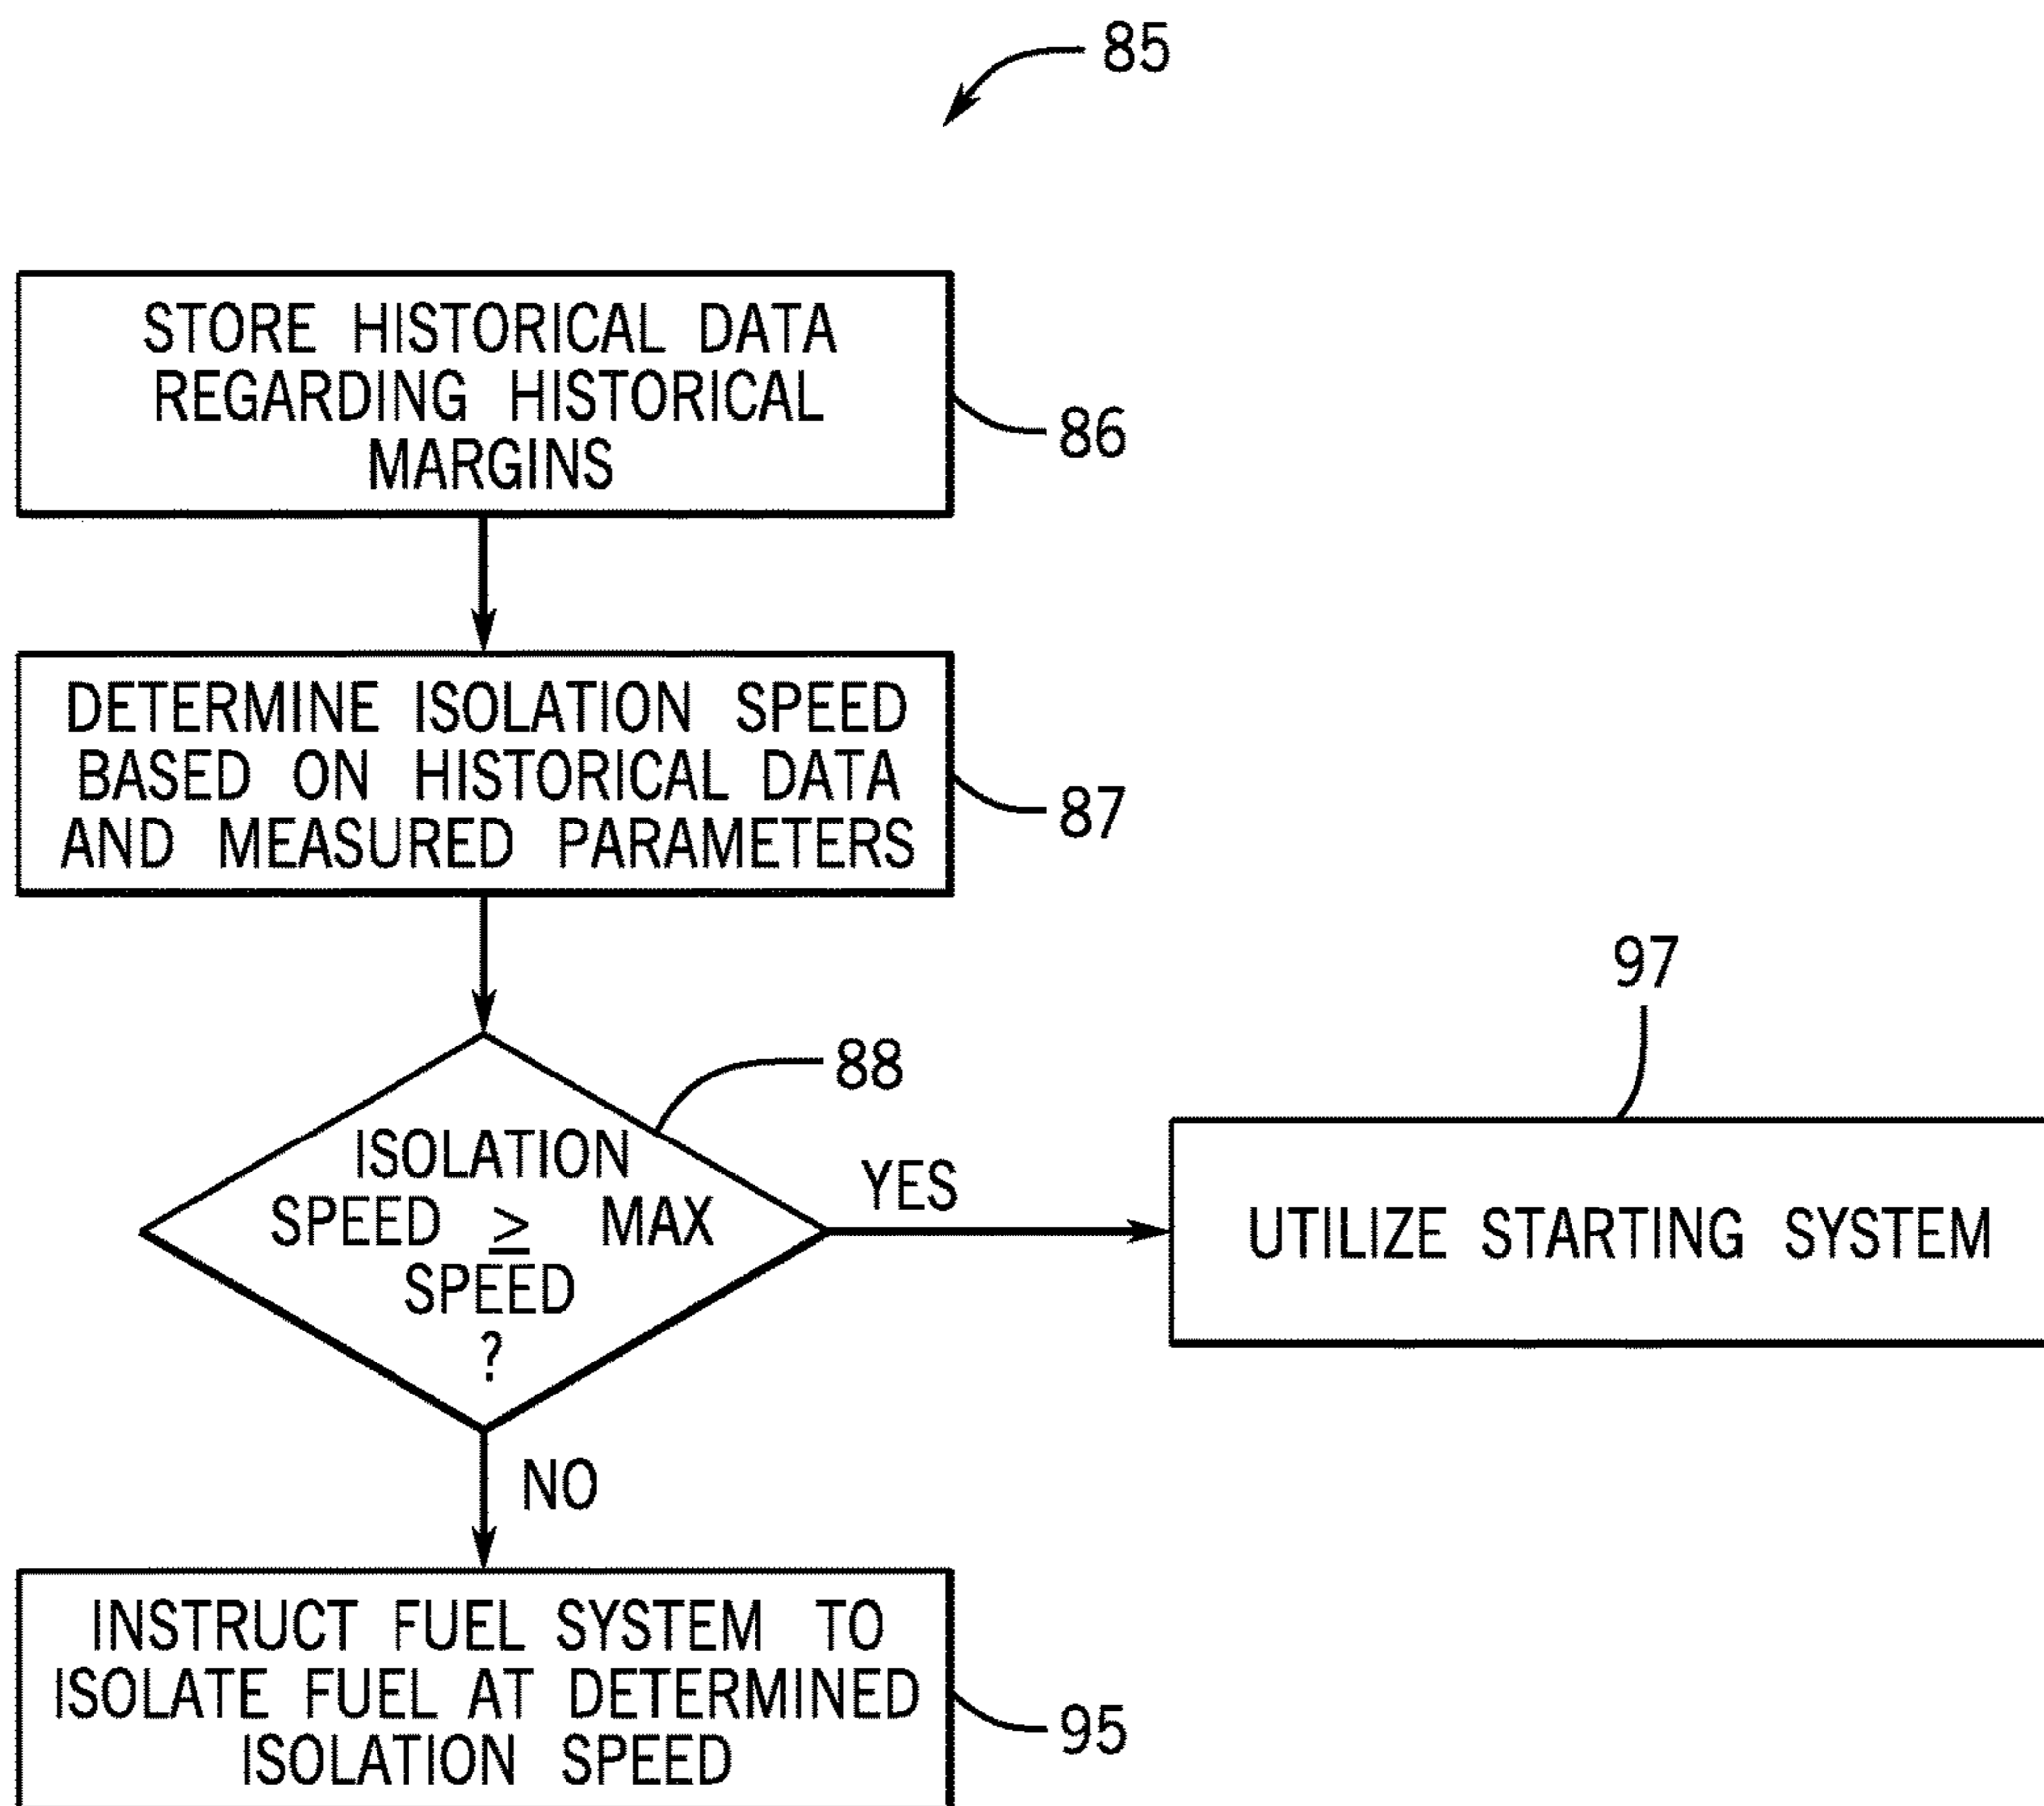 85
STORE HISTORICAL DATA
REGARDING HISTORICAL
MARGINS
86
DETERMINE ISOLATION SPEED
BASED ON HISTORICAL DATA
AND MEASURED PARAMETERS
87
88
ISOLATION
SPEED ≥ MAX
SPEED
?
YES
97
UTILIZE STARTING SYSTEM
NO
INSTRUCT FUEL SYSTEM TO
ISOLATE FUEL AT DETERMINED
ISOLATION SPEED
95